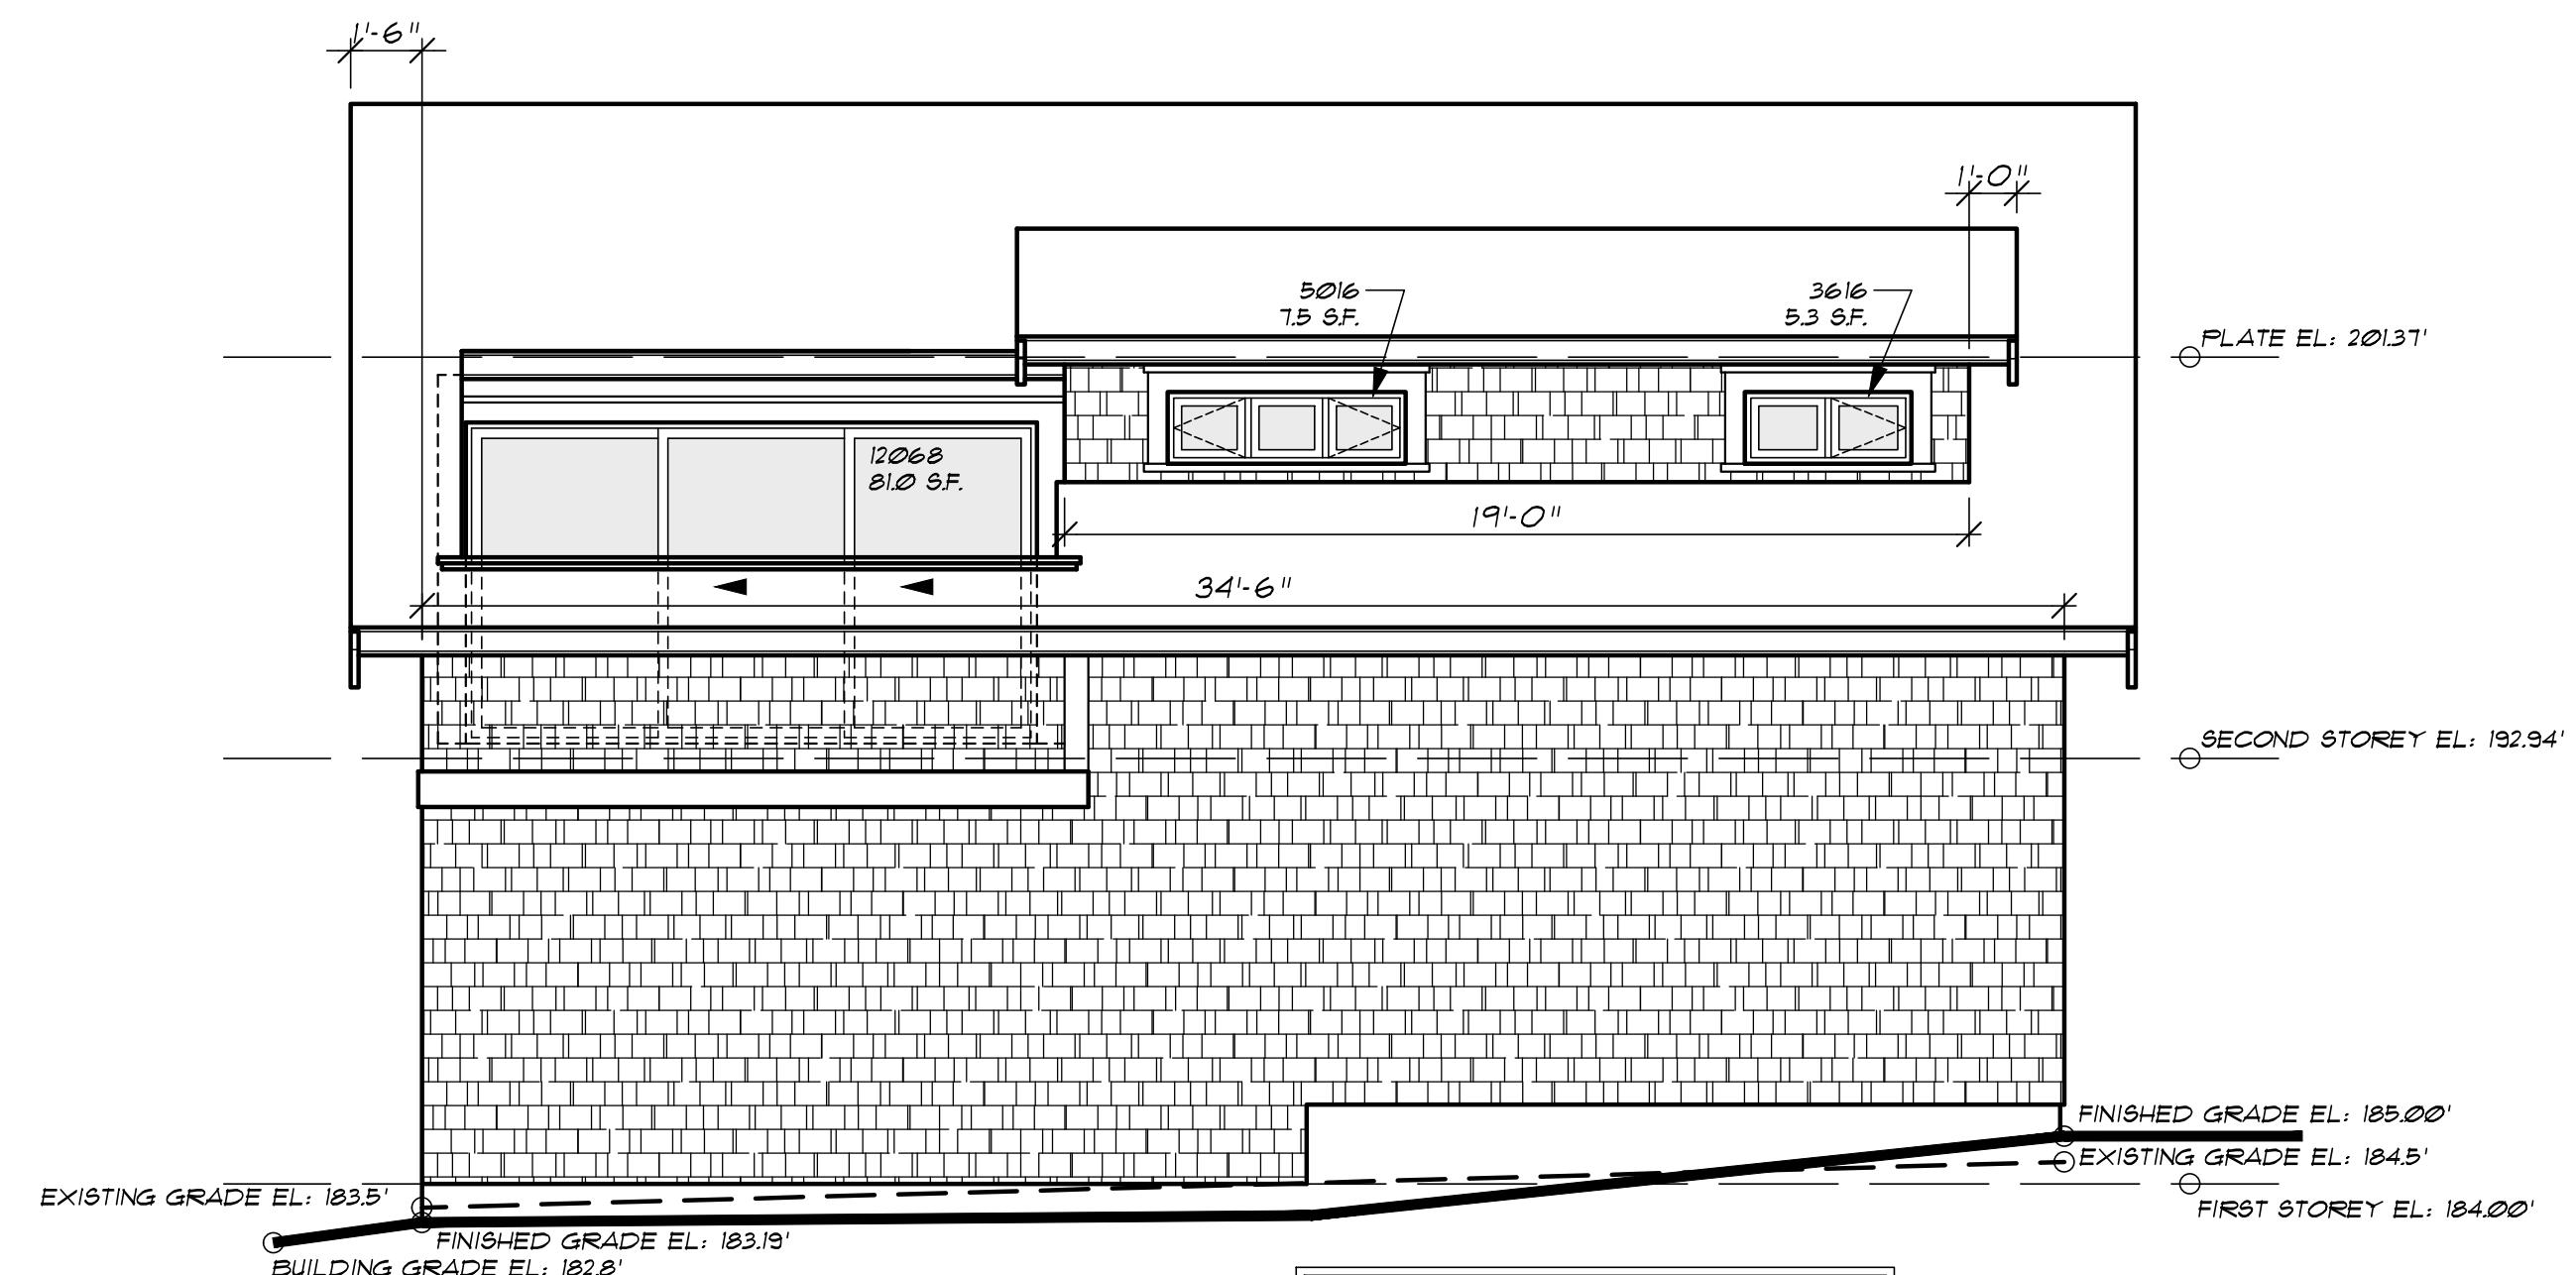 1'-6"
1'-0"
5016
7.5 S.F.
3616
5.3 S.F.
PLATE EL: 201.37'
12068
81.0 S.F.
19'-0"
34'-6"
SECOND STOREY EL: 192.94'
FINISHED GRADE EL: 185.00'
EXISTING GRADE EL: 184.5'
EXISTING GRADE EL: 183.5'
FIRST STOREY EL: 184.00'
FINISHED GRADE EL: 183.19'
BUILDING GRADE EL: 182.8'